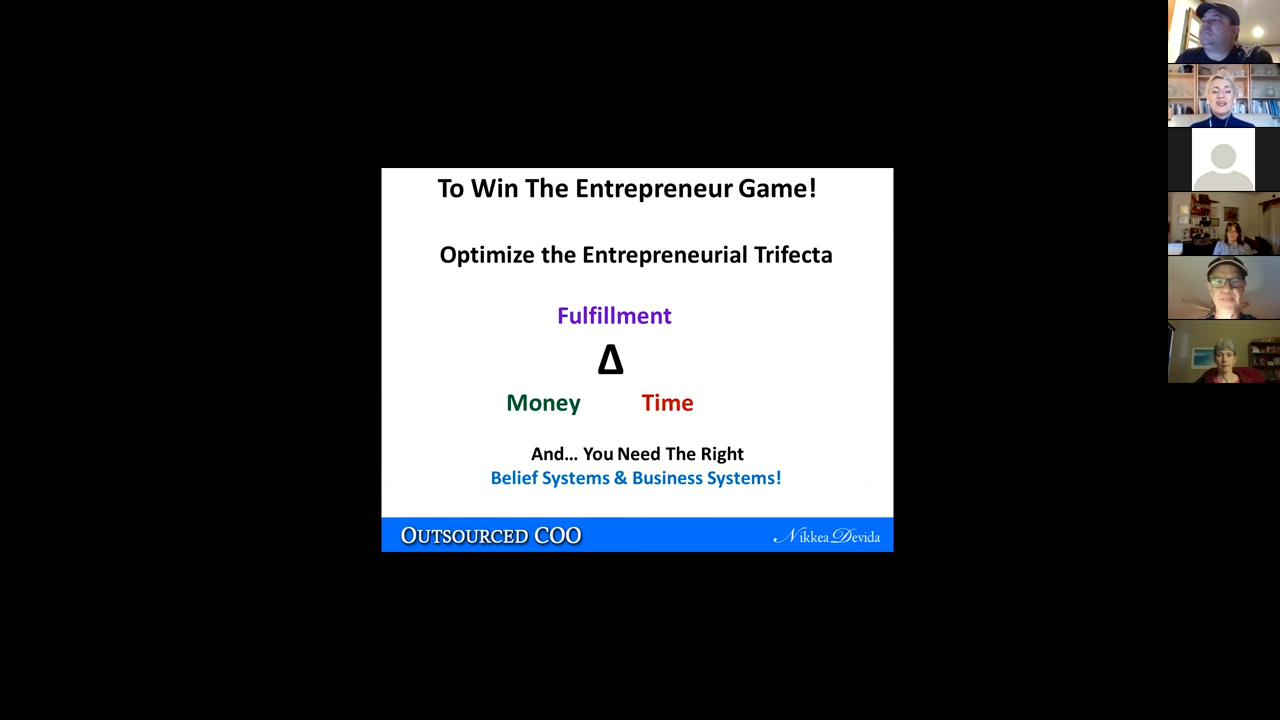 To Win The Entrepreneur Game!
Optimize the Entrepreneurial Trifecta
Fulfillment
Δ
Money Time
And... You Need The Right
Belief Systems & Business Systems!
OUTSOURCED COO
Nikkea Devida